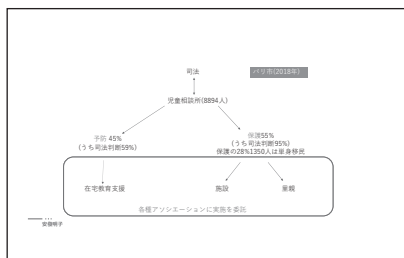 司法
パリ市(2018年)
児童相談所(8894人)
予防 45%
(うち司法判断59%)
保護55%
(うち司法判断95%)
保護の28%1350人は単身移民
在宅教育支援
施設
里親
各種アソシエーションに実施を委託
安發明子